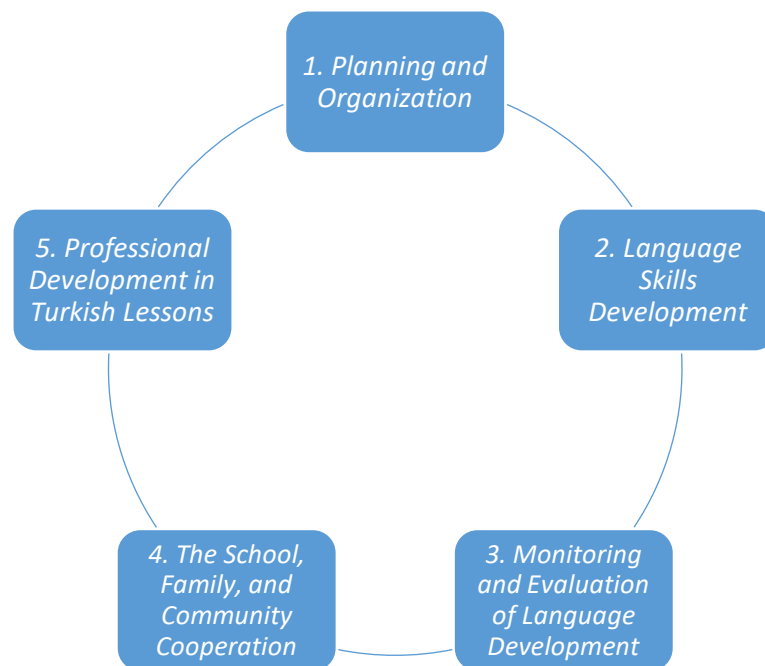 1. Planning and
Organization
2. Language
Skills
Development
3. Monitoring
and Evaluation
of Language
Development
4. The School,
Family, and
Community
Cooperation
5. Professional
Development in
Turkish Lessons